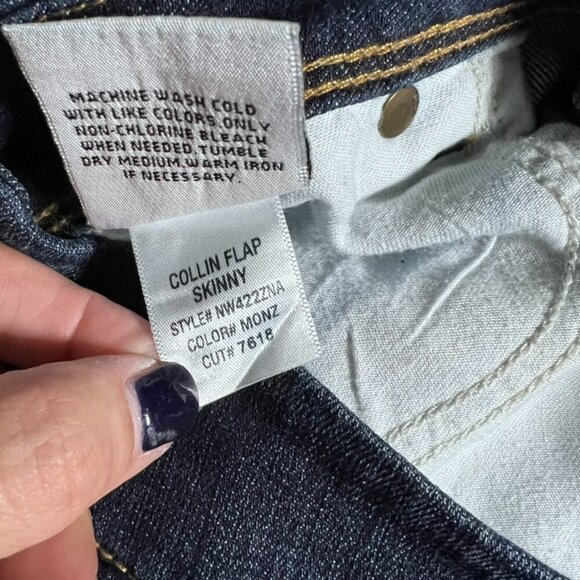 MACHINE WASH COLD
WITH LIKE COLORS. ONLY
NON-CHLORINE BLEACH
WHEN NEEDED. TUMBLE
DRY MEDIUM. WARM IRON
IF NECESSARY.
COLLIN FLAP
SKINNY
STYLE# NW422ZNA
COLOR# MONZ
CUT# 7618